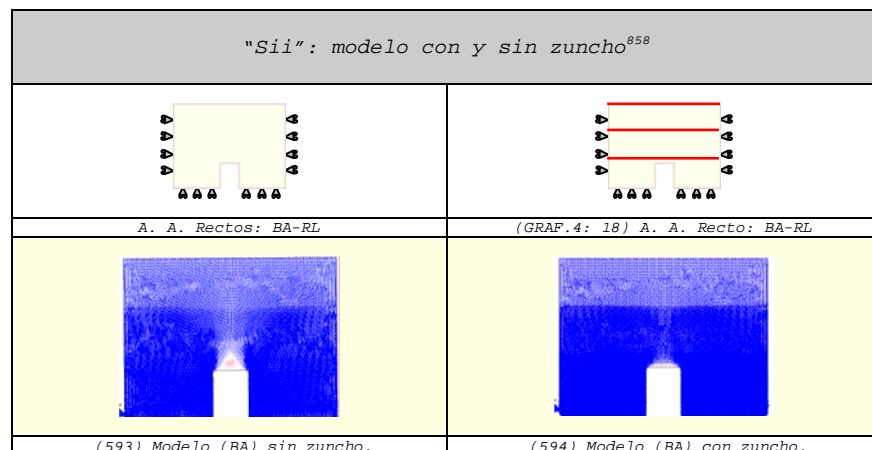 “Sii”: modelo con y sin zuncho858
A. A. Rectos: BA-RL
(GRAF.4: 18) A. A. Recto: BA-RL
(593) Modelo (BA) sin zuncho.
(594) Modelo (BA) con zuncho.